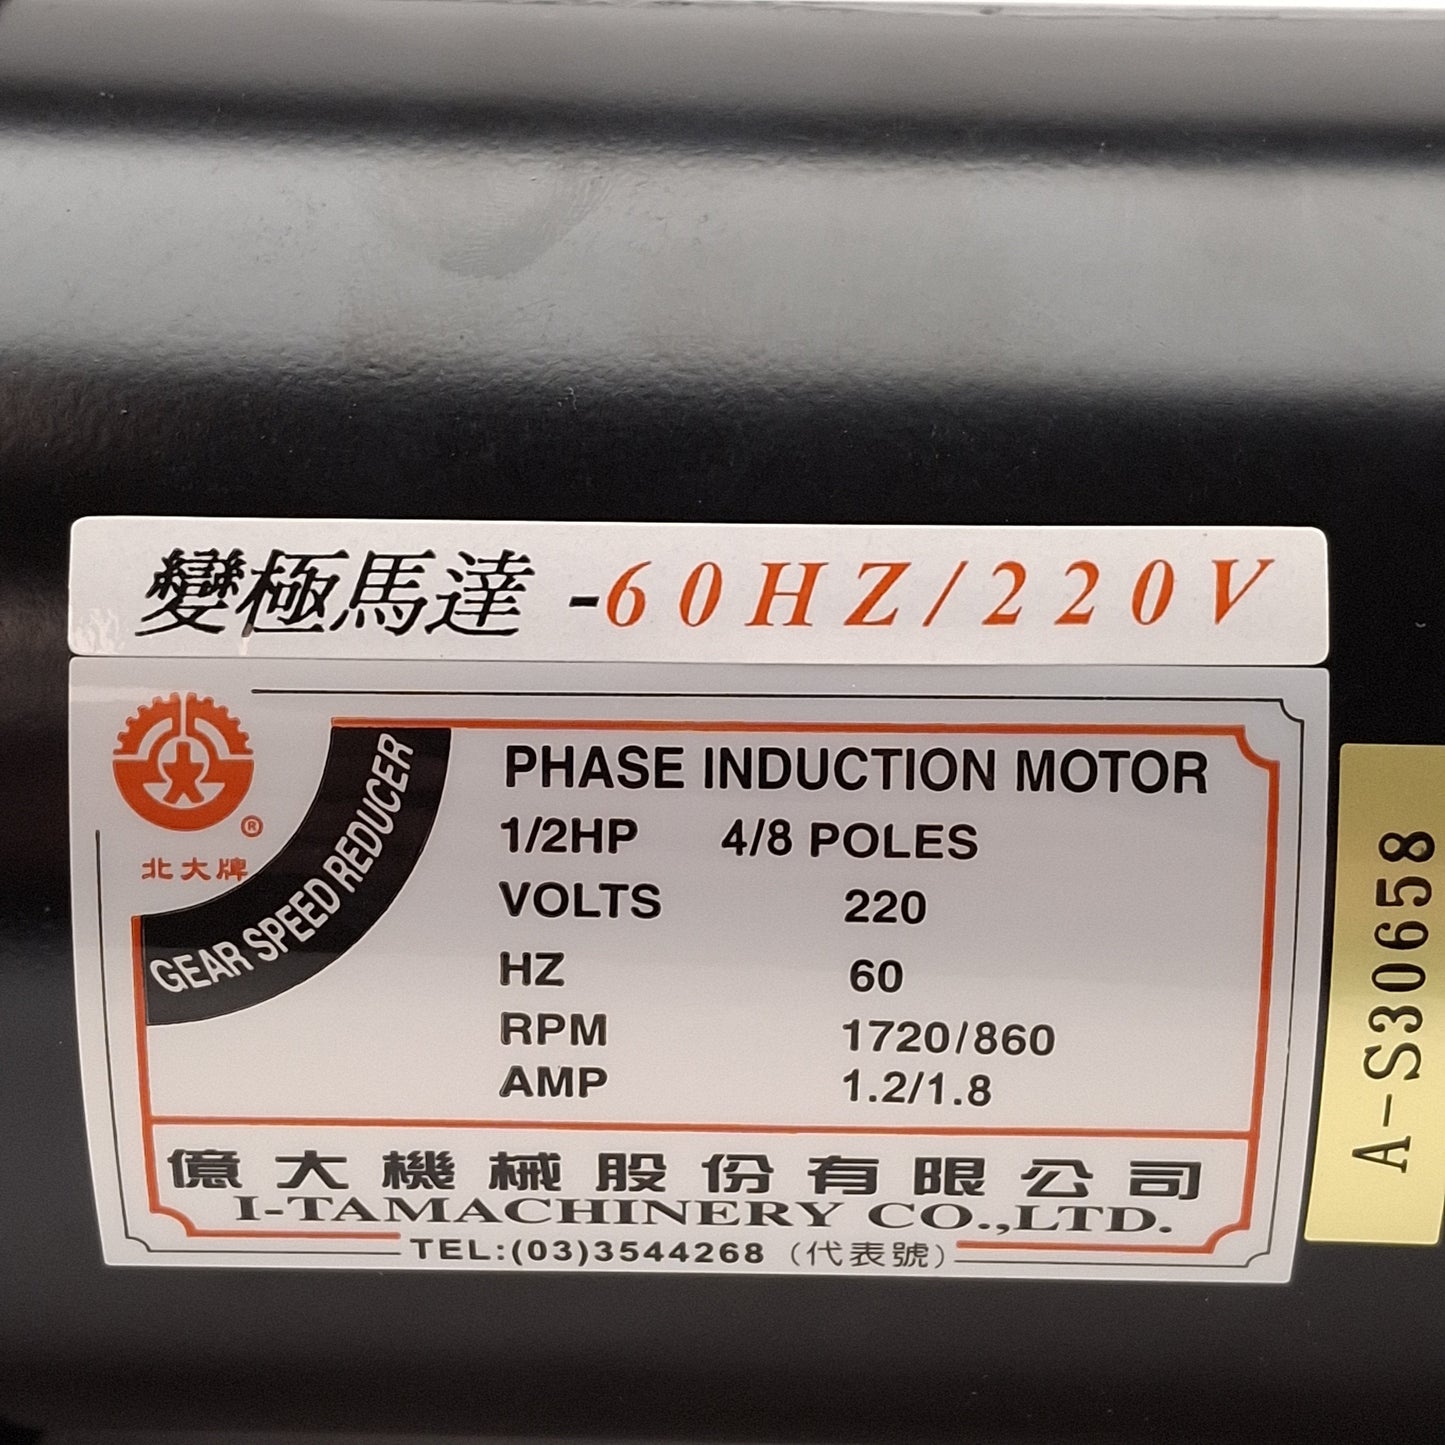 變極馬達 -60HZ/220V
®
北大牌
GEAR SPEED REDUCER
PHASE INDUCTION MOTOR
1/2HP 4/8 POLES
VOLTS 220
HZ 60
RPM 1720/860
AMP 1.2/1.8
億大機械股份有限公司
I-TAMACHINERY CO.,LTD.
TEL:(03)3544268 (代表號)
A-S30658